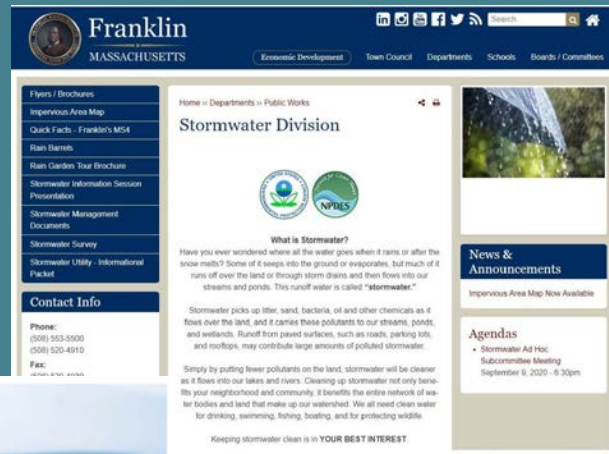 Franklin
MASSACHUSETTS
Search
Economic Development
Town Council
Departments
Schools
Boards / Committees
Flyers / Brochures
Impervious Area Map
Quick Facts - Franklin's MS4
Rain Barrels
Rain Garden Tour Brochure
Stormwater Information Session
Presentation
Stormwater Management
Documents
Stormwater Survey
Stormwater Utility - Informational
Packet
Contact Info
Phone:
(508) 553-5500
(508) 520-4910
Fax:
Home » Departments » Public Works
Stormwater Division
NPDES
What is Stormwater?
Have you ever wondered where all the water goes when it rains or after the
snow melts? Some of it seeps into the ground or evaporates, but much of it
runs off over the land or through storm drains and then flows into our
streams and ponds. This runoff water is called "stormwater."
Stormwater picks up litter, sand, bacteria, oil and other chemicals as it
flows over the land, and it carries these pollutants to our streams, ponds,
and wetlands. Runoff from paved surfaces, such as roads, parking lots,
and rooftops, may contribute large amounts of polluted stormwater.
Simply by putting fewer pollutants on the land, stormwater will be cleaner
as it flows into our lakes and rivers. Cleaning up stormwater not only bene-
fits your neighborhood and community, it benefits the entire network of wa-
ter bodies and land that make up our watershed. We all need clean water
for drinking, swimming, fishing, boating, and for protecting wildlife.
Keeping stormwater clean is in YOUR BEST INTEREST.
News &
Announcements
Impervious Area Map Now Available
Agendas
Stormwater Ad Hoc
Subcommittee Meeting
September 9, 2020 - 6:30pm